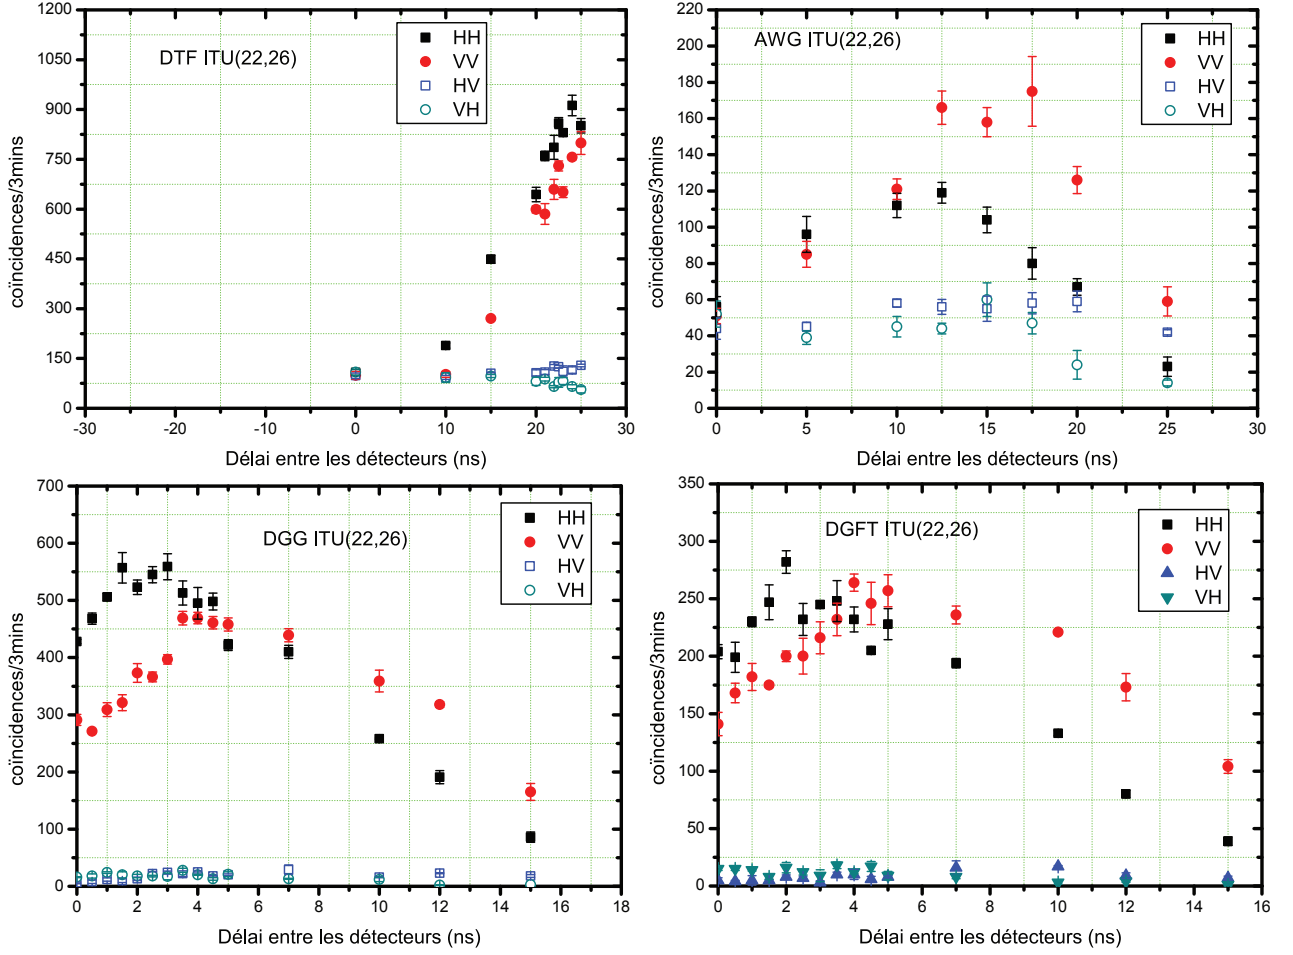 DTF ITU(22,26)
HH
VV
HV
VH
coïncidences/3mins
1200
1050
900
750
600
450
300
150
0
-30 -25 -20 -15 -10 -5 0 5 10 15 20 25 30
Délai entre les détecteurs (ns)
AWG ITU(22,26)
HH
VV
HV
VH
coïncidences/3mins
220
200
180
160
140
120
100
80
60
40
20
0
0 5 10 15 20 25 30
Délai entre les détecteurs (ns)
DGG ITU(22,26)
HH
VV
HV
VH
coïncidences/3mins
700
600
500
400
300
200
100
0
0 2 4 6 8 10 12 14 16 18
Délai entre les détecteurs (ns)
DGFT ITU(22,26)
HH
VV
HV
VH
coïncidences/3mins
350
300
250
200
150
100
50
0
0 2 4 6 8 10 12 14 16
Délai entre les détecteurs (ns)